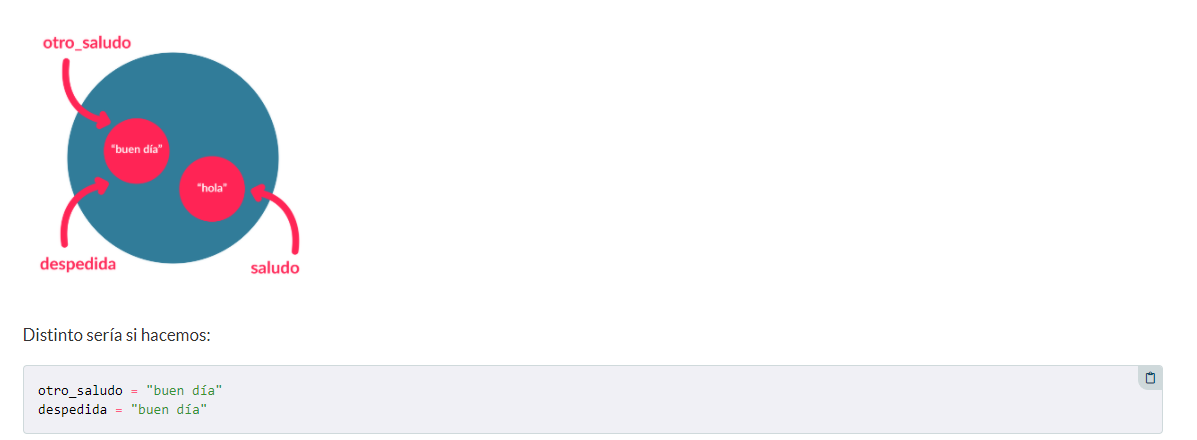 otro_saludo
"buen día"
"hola"
despedida
saludo
Distinto sería si hacemos:
otro_saludo = "buen día"
despedida = "buen día"